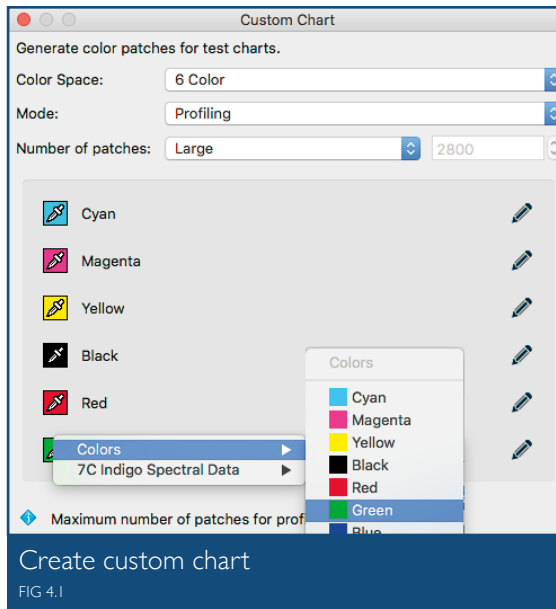 Custom Chart
Generate color patches for test charts.
Color Space: 6 Color
Mode: Profiling
Number of patches: Large 2800
Cyan
Magenta
Yellow
Black
Red
Colors
7C Indigo Spectral Data
Colors
Cyan
Magenta
Yellow
Black
Red
Green
Blue
Maximum number of patches for prof
Create custom chart
FIG 4.1